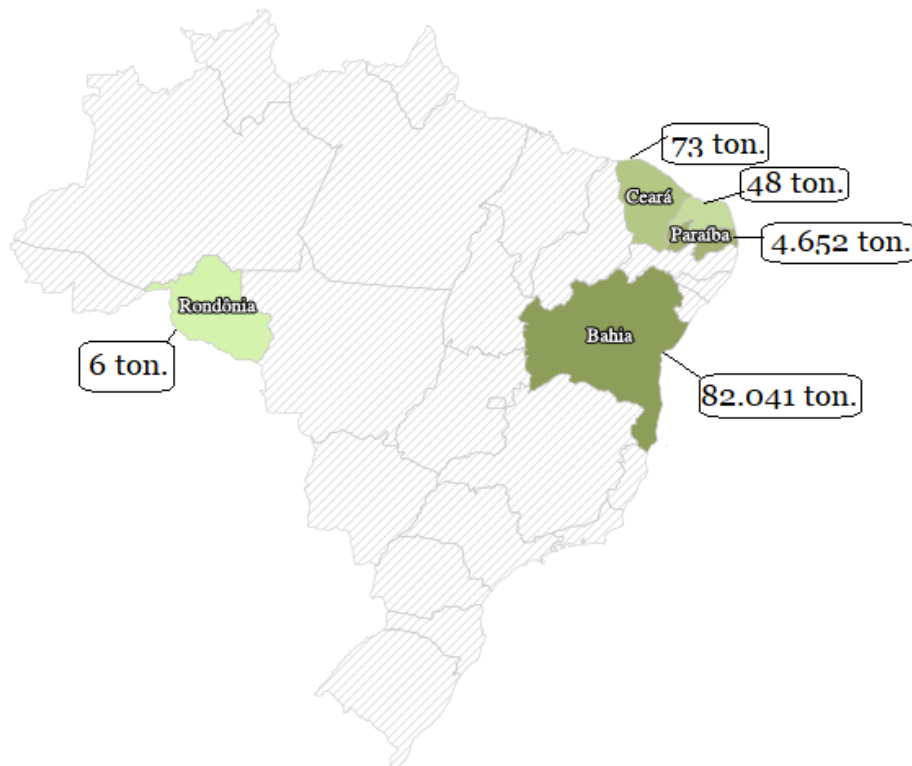 73 ton.
Ceará
48 ton.
Paraíba
4.652 ton.
Rondônia
Bahia
6 ton.
82.041 ton.